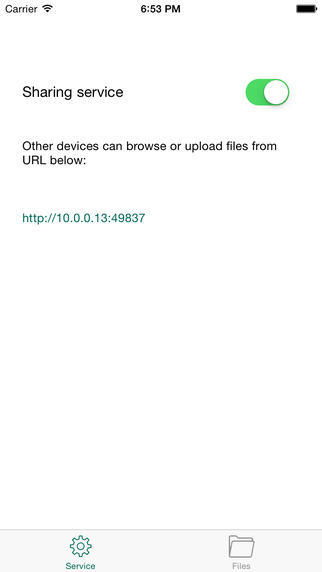 Carrier 6:53 PM
Sharing service
Other devices can browse or upload files from
URL below:
http://10.0.0.13:49837
Service Files